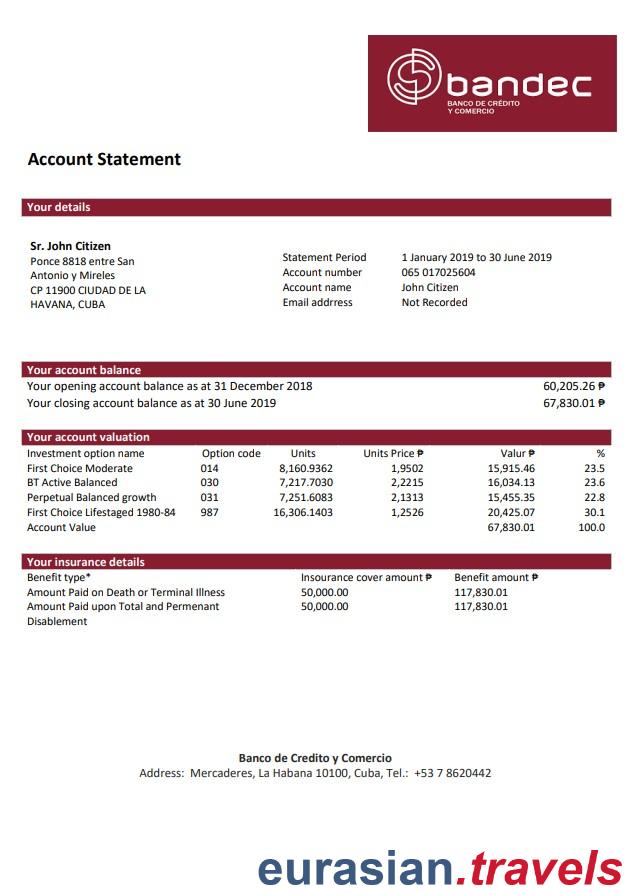 bandec
BANCO DE CRÉDITO
Y COMERCIO
Account Statement
Your details
Sr. John Citizen
Ponce 8818 entre San
Antonio y Mireles
CP 11900 CIUDAD DE LA
HAVANA, CUBA
Statement Period 1 January 2019 to 30 June 2019
Account number 065 017025604
Account name John Citizen
Email addrress Not Recorded
Your account balance
Your opening account balance as at 31 December 2018 60,205.26 ₱
Your closing account balance as at 30 June 2019 67,830.01 ₱
Your account valuation
Investment option name Option code Units Units Price ₱ Valur ₱ %
First Choice Moderate 014 8,160.9362 1,9502 15,915.46 23.5
BT Active Balanced 030 7,217.7030 2,2215 16,034.13 23.6
Perpetual Balanced growth 031 7,251.6083 2,1313 15,455.35 22.8
First Choice Lifestaged 1980-84 987 16,306.1403 1,2526 20,425.07 30.1
Account Value 67,830.01 100.0
Your insurance details
Benefit type* Insourance cover amount ₱ Benefit amount ₱
Amount Paid on Death or Terminal Illness 50,000.00 117,830.01
Amount Paid upon Total and Permenant 50,000.00 117,830.01
Disablement
Banco de Credito y Comercio
Address: Mercaderes, La Habana 10100, Cuba, Tel.: +53 7 8620442
eurasian.travels